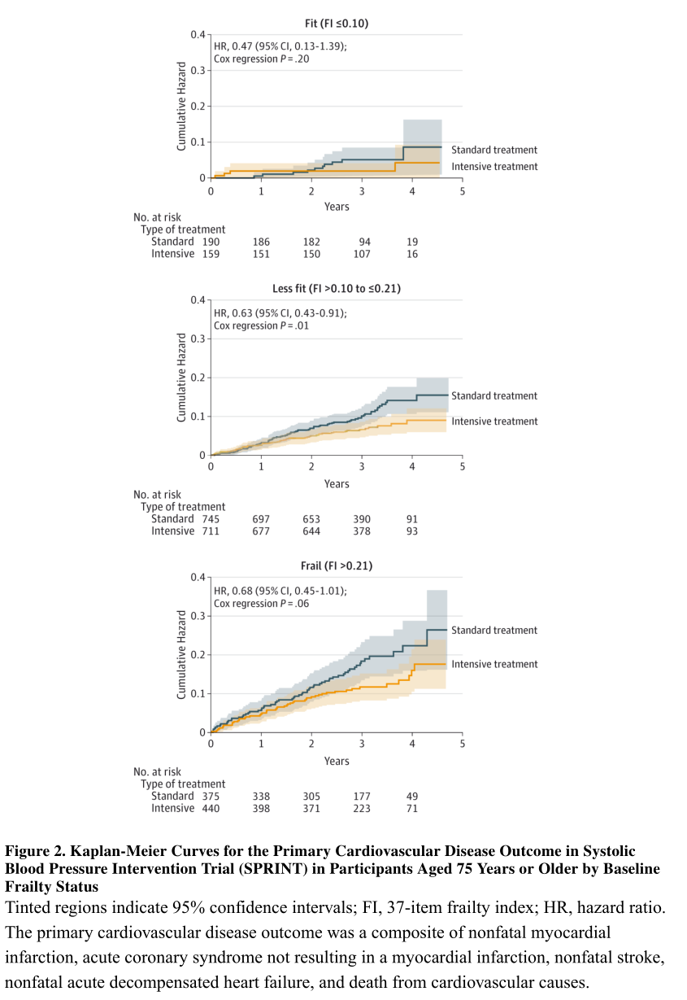 Fit (FI ≤0.10)
0.4
HR, 0.47 (95% CI, 0.13-1.39);
Cox regression P = .20
0.3
0.2
0.1
0
Cumulative Hazard
Standard treatment
Intensive treatment
0 1 2 3 4 5
Years
No. at risk
Type of treatment
Standard 190 186 182 94 19
Intensive 159 151 150 107 16
Less fit (FI >0.10 to ≤0.21)
0.4
HR, 0.63 (95% CI, 0.43-0.91);
Cox regression P = .01
0.3
0.2
0.1
0
Cumulative Hazard
Standard treatment
Intensive treatment
0 1 2 3 4 5
Years
No. at risk
Type of treatment
Standard 745 697 653 390 91
Intensive 711 677 644 378 93
Frail (FI >0.21)
0.4
HR, 0.68 (95% CI, 0.45-1.01);
Cox regression P = .06
0.3
0.2
0.1
0
Cumulative Hazard
Standard treatment
Intensive treatment
0 1 2 3 4 5
Years
No. at risk
Type of treatment
Standard 375 338 305 177 49
Intensive 440 398 371 223 71
Figure 2. Kaplan-Meier Curves for the Primary Cardiovascular Disease Outcome in Systolic
Blood Pressure Intervention Trial (SPRINT) in Participants Aged 75 Years or Older by Baseline
Frailty Status
Tinted regions indicate 95% confidence intervals; FI, 37-item frailty index; HR, hazard ratio.
The primary cardiovascular disease outcome was a composite of nonfatal myocardial
infarction, acute coronary syndrome not resulting in a myocardial infarction, nonfatal stroke,
nonfatal acute decompensated heart failure, and death from cardiovascular causes.